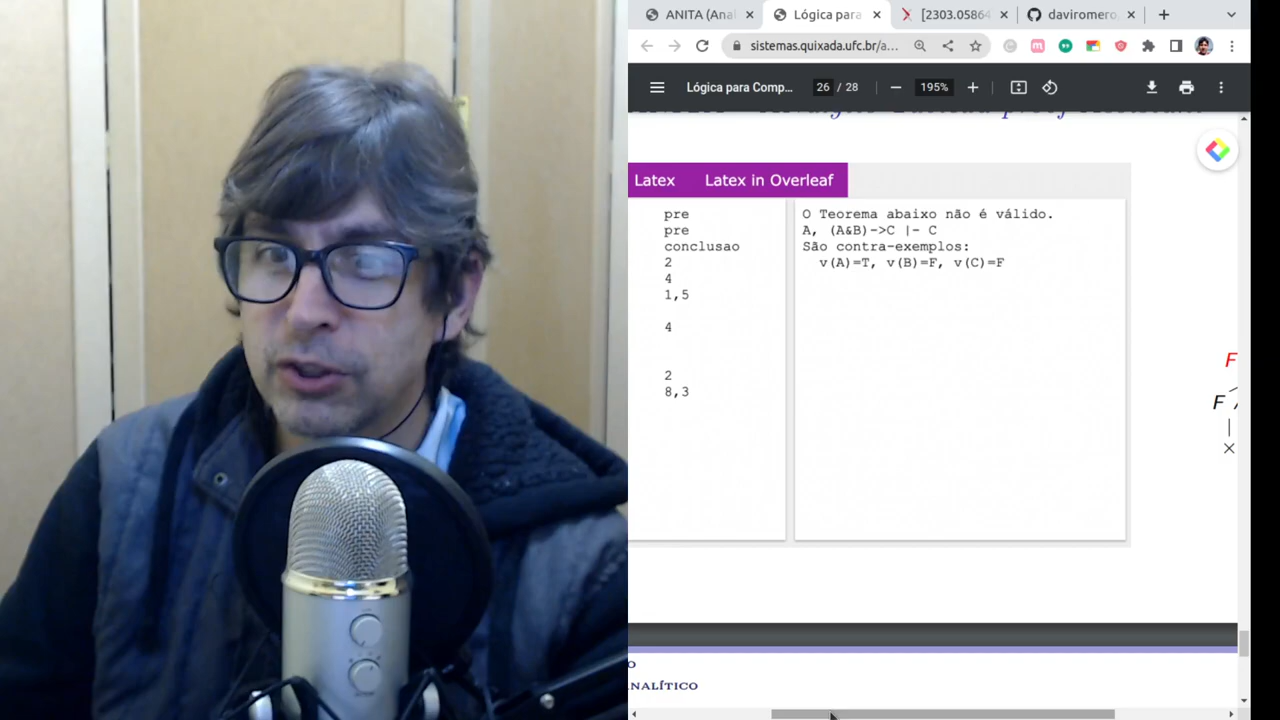 ANITA (Anal
Lógica para
[2303.05864
daviromero
sistemas.quixada.ufc.br/a...
Lógica para Comp...
26 / 28
195%
Latex
Latex in Overleaf
pre
pre
conclusao
2
4
1,5
4
2
8,3
O Teorema abaixo não é válido.
A, (A&B)->C |- C
São contra-exemplos:
v(A)=T, v(B)=F, v(C)=F
F
F
×
NALÍTICO